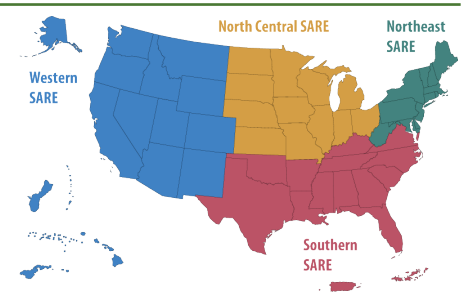 North Central SARE
Northeast
SARE
Western
SARE
Southern
SARE